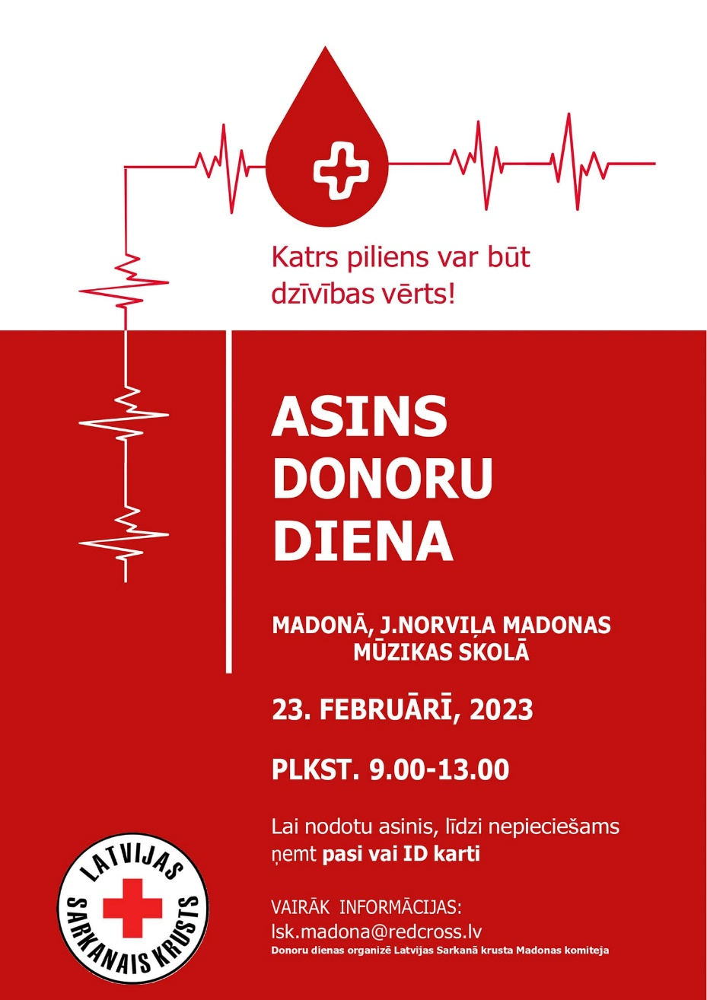 Katrs piliens var būt
dzīvības vērts!
ASINS
DONORU
DIENA
MADONĀ, J.NORVIĻA MADONAS
MŪZIKAS SKOLĀ
23. FEBRUĀRĪ, 2023
PLKST. 9.00-13.00
Lai nodotu asinis, līdzi nepieciešams
ņemt pasi vai ID karti
VAIRĀK INFORMĀCIJAS:
lsk.madona@redcross.lv
Donoru dienas organizē Latvijas Sarkanā krusta Madonas komiteja
LATVIJAS
SARKANAIS KRUSTS